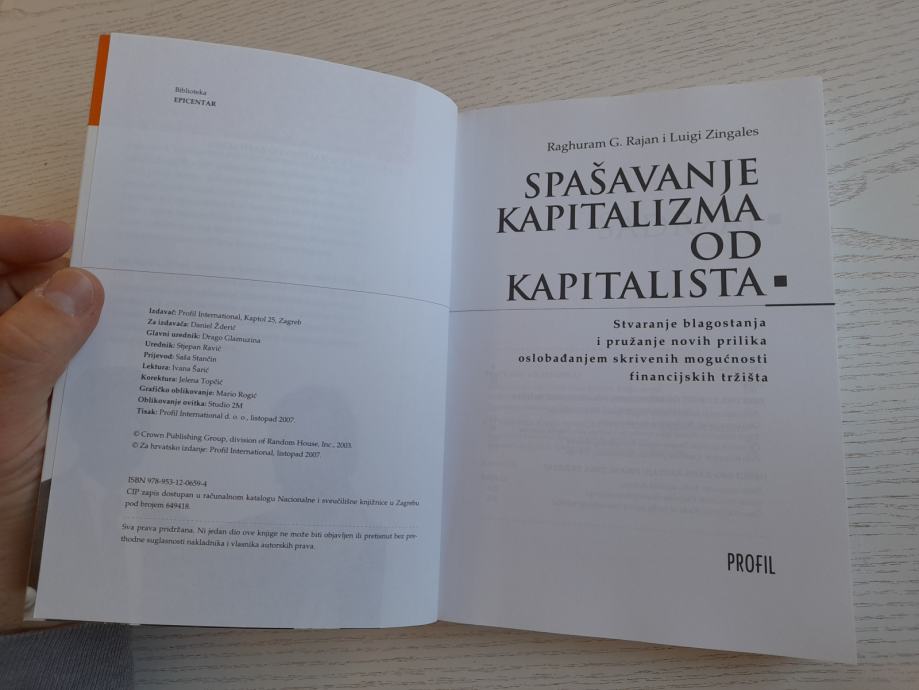 Biblioteka
EPICENTAR
Izdavač: Profil International, Kaptol 25, Zagreb
Za izdavača: Daniel Žderić
Glavni urednik: Drago Glamuzina
Urednik: Stjepan Ravić
Prijevod: Saša Stančin
Lektura: Ivana Šarić
Korektura: Jelena Topčić
Grafičko oblikovanje: Mario Rogić
Oblikovanje ovitka: Studio 2M
Tisak: Profil International d. o. o., listopad 2007.
© Crown Publishing Group, division of Random House, Inc., 2003.
© Za hrvatsko izdanje: Profil International, listopad 2007.
ISBN 978-953-12-0659-4
CIP zapis dostupan u računalnom katalogu Nacionalne i sveučilišne knjižnice u Zagrebu
pod brojem 649418.
Sva prava pridržana. Ni jedan dio ove knjige ne može biti objavljen ili pretisnut bez pre-
thodne suglasnosti nakladnika i vlasnika autorskih prava.
Raghuram G. Rajan i Luigi Zingales
SPAŠAVANJE
KAPITALIZMA
OD
KAPITALISTA
Stvaranje blagostanja
i pružanje novih prilika
oslobađanjem skrivenih mogućnosti
financijskih tržišta
PROFIL